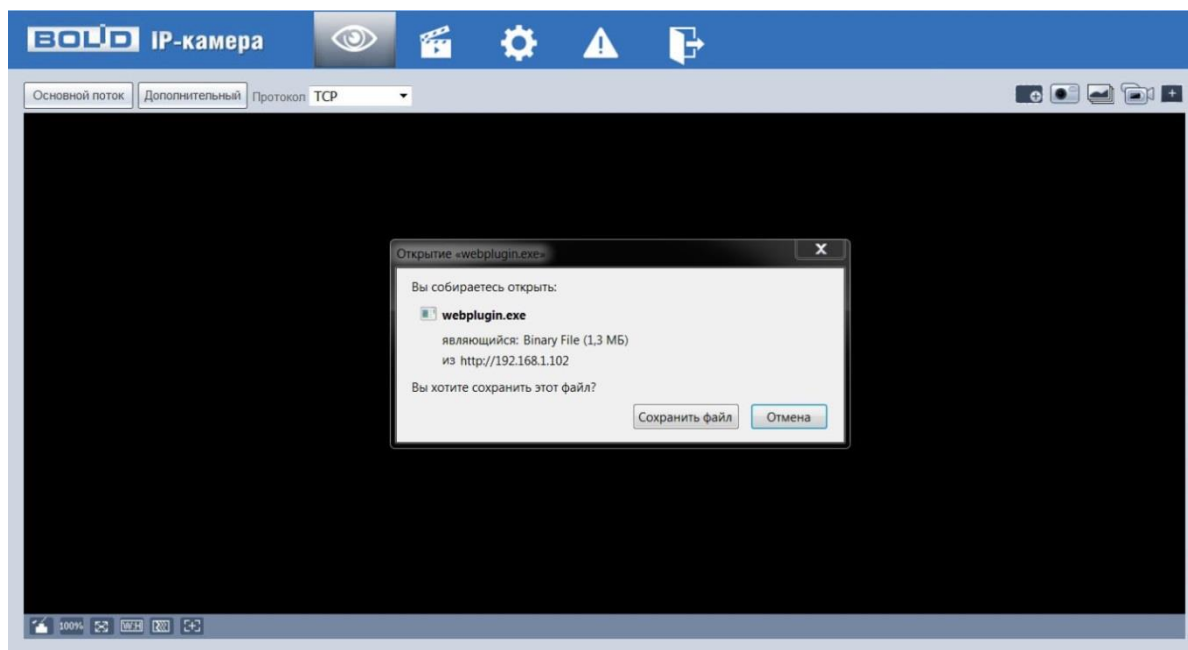 BOLID IP-камера
Основной поток Дополнительный Протокол TCP
Открытие «webplugin.exe»
Вы собираетесь открыть:
webplugin.exe
являющийся: Binary File (1,3 МБ)
из http://192.168.1.102
Вы хотите сохранить этот файл?
Сохранить файл Отмена
100% W:H